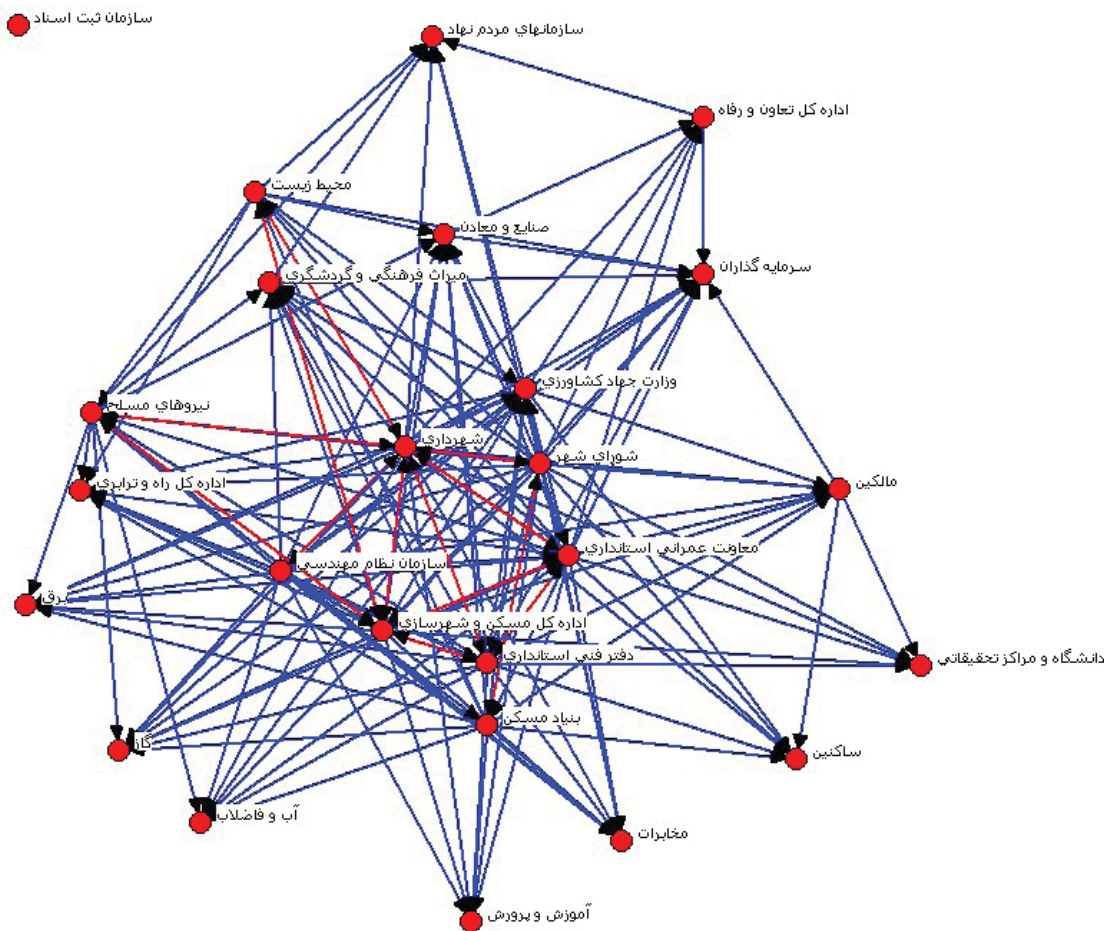 سازمان ثبت اسناد
سازمانهاي مردم نهاد
اداره کل تعاون و رفاه
محيط زيست
صنايع و معادن
ميراث فرهنگي و گردشگري
سرمايه گذاران
وزارت جهاد کشاورزي
نيروهاي مسلح
شهرداري
شوراي شهر
اداره کل راه و ترابري
مالکين
معاونت عمراني استانداري
سازمان نظام مهندسي
برق
اداره کل مسکن و شهرسازي
دفتر فني استانداري
دانشگاه و مراکز تحقيقاتي
بنياد مسکن
گاز
ساکنين
آب و فاضلاب
مخابرات
آموزش و پرورش